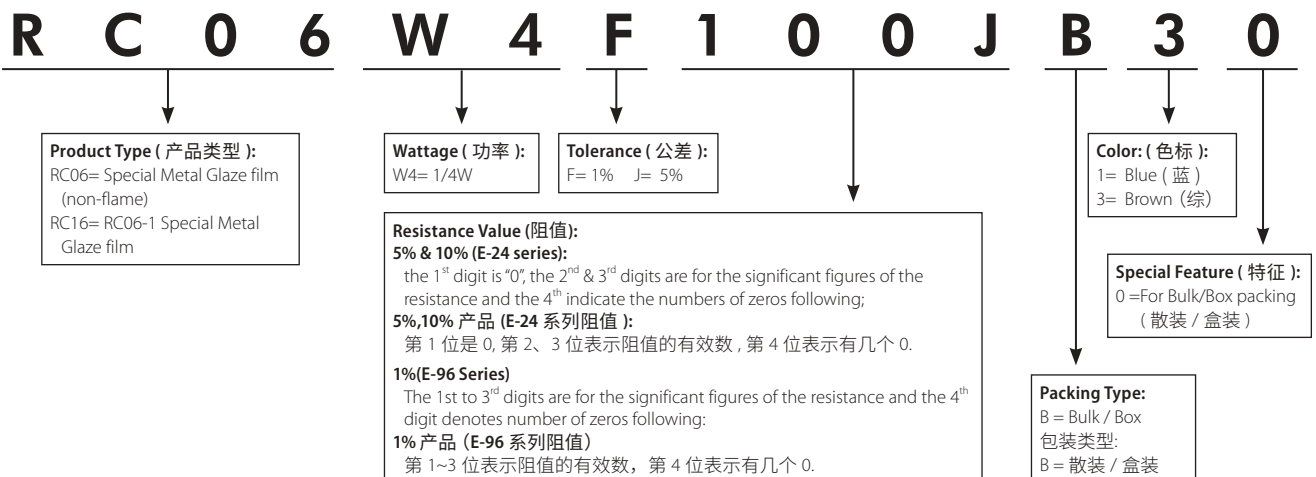 R C 0 6 W 4 F 1 0 0 J B 3 0
Product Type ( 产品类型 ):
RC06= Special Metal Glaze film
(non-flame)
RC16= RC06-1 Special Metal
Glaze film
Wattage ( 功率 ):
W4= 1/4W
Tolerance ( 公差 ):
F= 1% J= 5%
Resistance Value (阻值):
5% & 10% (E-24 series):
the 1st digit is “0”, the 2nd & 3rd digits are for the significant figures of the
resistance and the 4th indicate the numbers of zeros following;
5%,10% 产品 (E-24 系列阻值 ):
第 1 位是 0, 第 2、3 位表示阻值的有效数 , 第 4 位表示有几个 0.
1%(E-96 Series)
The 1st to 3rd digits are for the significant figures of the resistance and the 4th
digit denotes number of zeros following:
1% 产品（E-96 系列阻值）
第 1~3 位表示阻值的有效数，第 4 位表示有几个 0.
Color: ( 色标 ):
1= Blue ( 蓝 )
3= Brown（综）
Special Feature ( 特征 ):
0 =For Bulk/Box packing
( 散装 / 盒装 )
Packing Type:
B = Bulk / Box
包装类型:
B = 散装 / 盒装